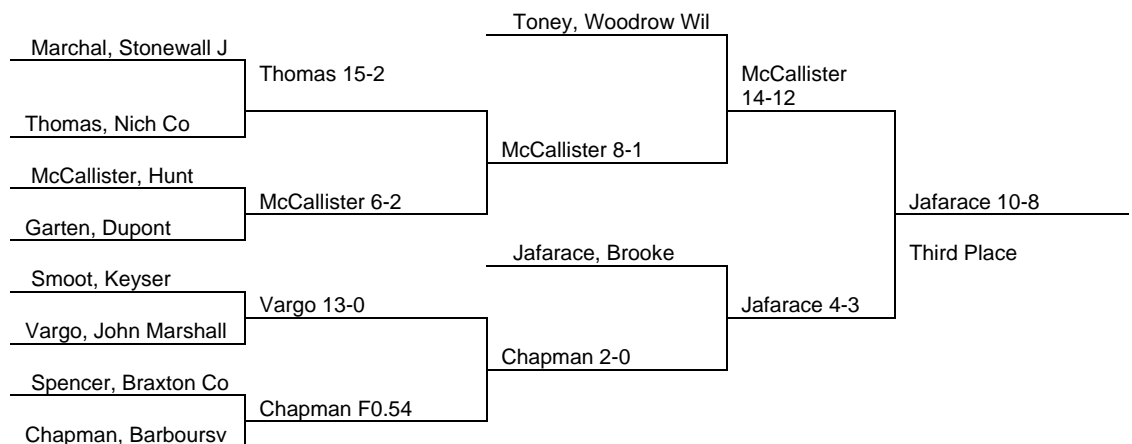 Toney, Woodrow Wil
Marchal, Stonewall J
Thomas 15-2
McCallister
14-12
Thomas, Nich Co
McCallister 8-1
McCallister, Hunt
McCallister 6-2
Jafarace 10-8
Garten, Dupont
Jafarace, Brooke
Third Place
Smoot, Keyser
Vargo 13-0
Jafarace 4-3
Vargo, John Marshall
Chapman 2-0
Spencer, Braxton Co
Chapman F0.54
Chapman, Barboursv